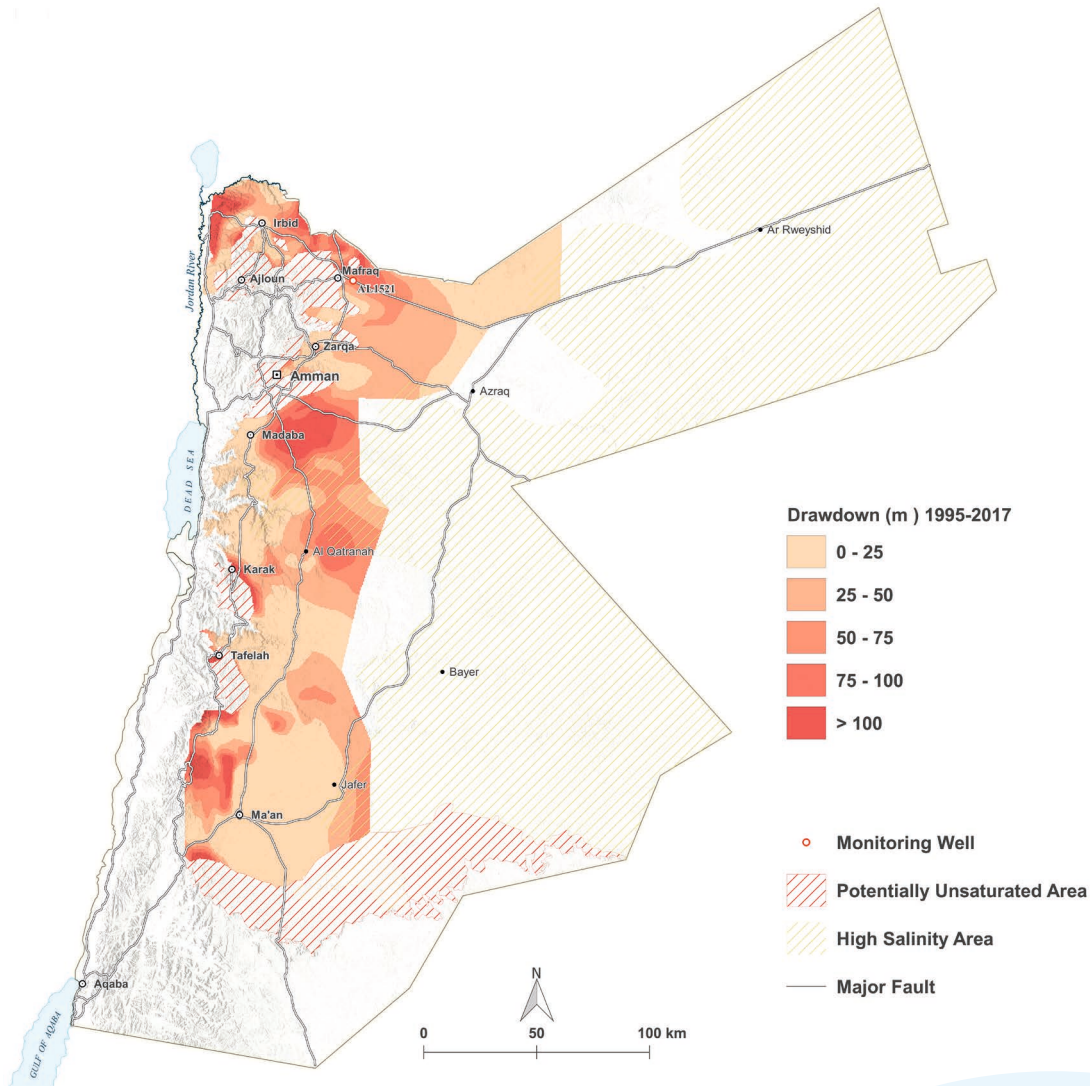 Irbid
Ar Rweyshid
Jordan River
Ajloun
Mafraq
AL1521
Zarqa
Amman
Azraq
Madaba
DEAD SEA
Al Qatranah
Karak
Tafelah
Bayer
Jafer
Ma'an
Aqaba
GULF OF AQABA
N
0 50 100 km
Drawdown (m ) 1995-2017
0 - 25
25 - 50
50 - 75
75 - 100
> 100
Monitoring Well
Potentially Unsaturated Area
High Salinity Area
Major Fault